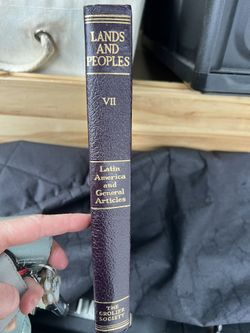 LANDS
AND
PEOPLES
VII
Latin
America
and
General
Articles
THE
GROLIER
SOCIETY